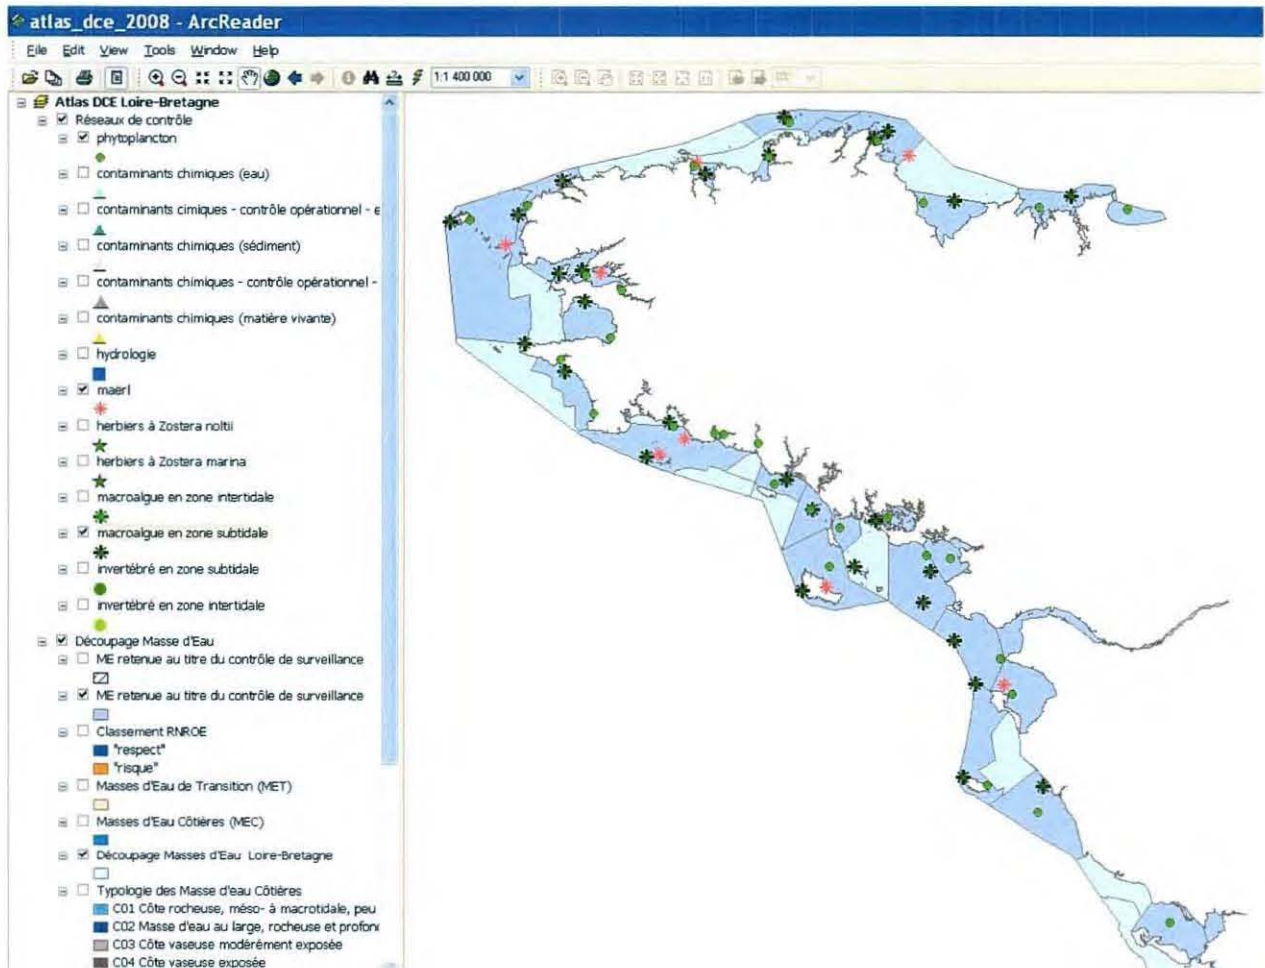 atlas_dce_2008 - ArcReader
File Edit View Tools Window Help
1:1 400 000
Atlas DCE Loire-Bretagne
Réseaux de contrôle
phytoplancton
contaminants chimiques (eau)
contaminants cimiques - contrôle opérationnel - e
contaminants chimiques (sédiment)
contaminants chimiques - contrôle opérationnel -
contaminants chimiques (matière vivante)
hydrologie
maerl
herbiers à Zostera noltii
herbiers à Zostera marina
macroalgue en zone intertidale
macroalgue en zone subtidale
invertébré en zone subtidale
invertébré en zone intertidale
Découpage Masse d'Eau
ME retenue au titre du contrôle de surveillance
ME retenue au titre du contrôle de surveillance
Classement RNROE
"respect"
"risque"
Masses d'Eau de Transition (MET)
Masses d'Eau Côtières (MEC)
Découpage Masses d'Eau Loire-Bretagne
Typologie des Masse d'eau Côtières
C01 Côte rocheuse, méso- à macrotidale, peu
C02 Masse d'eau au large, rocheuse et profon
C03 Côte vaseuse modérément exposée
C04 Côte vaseuse exposée